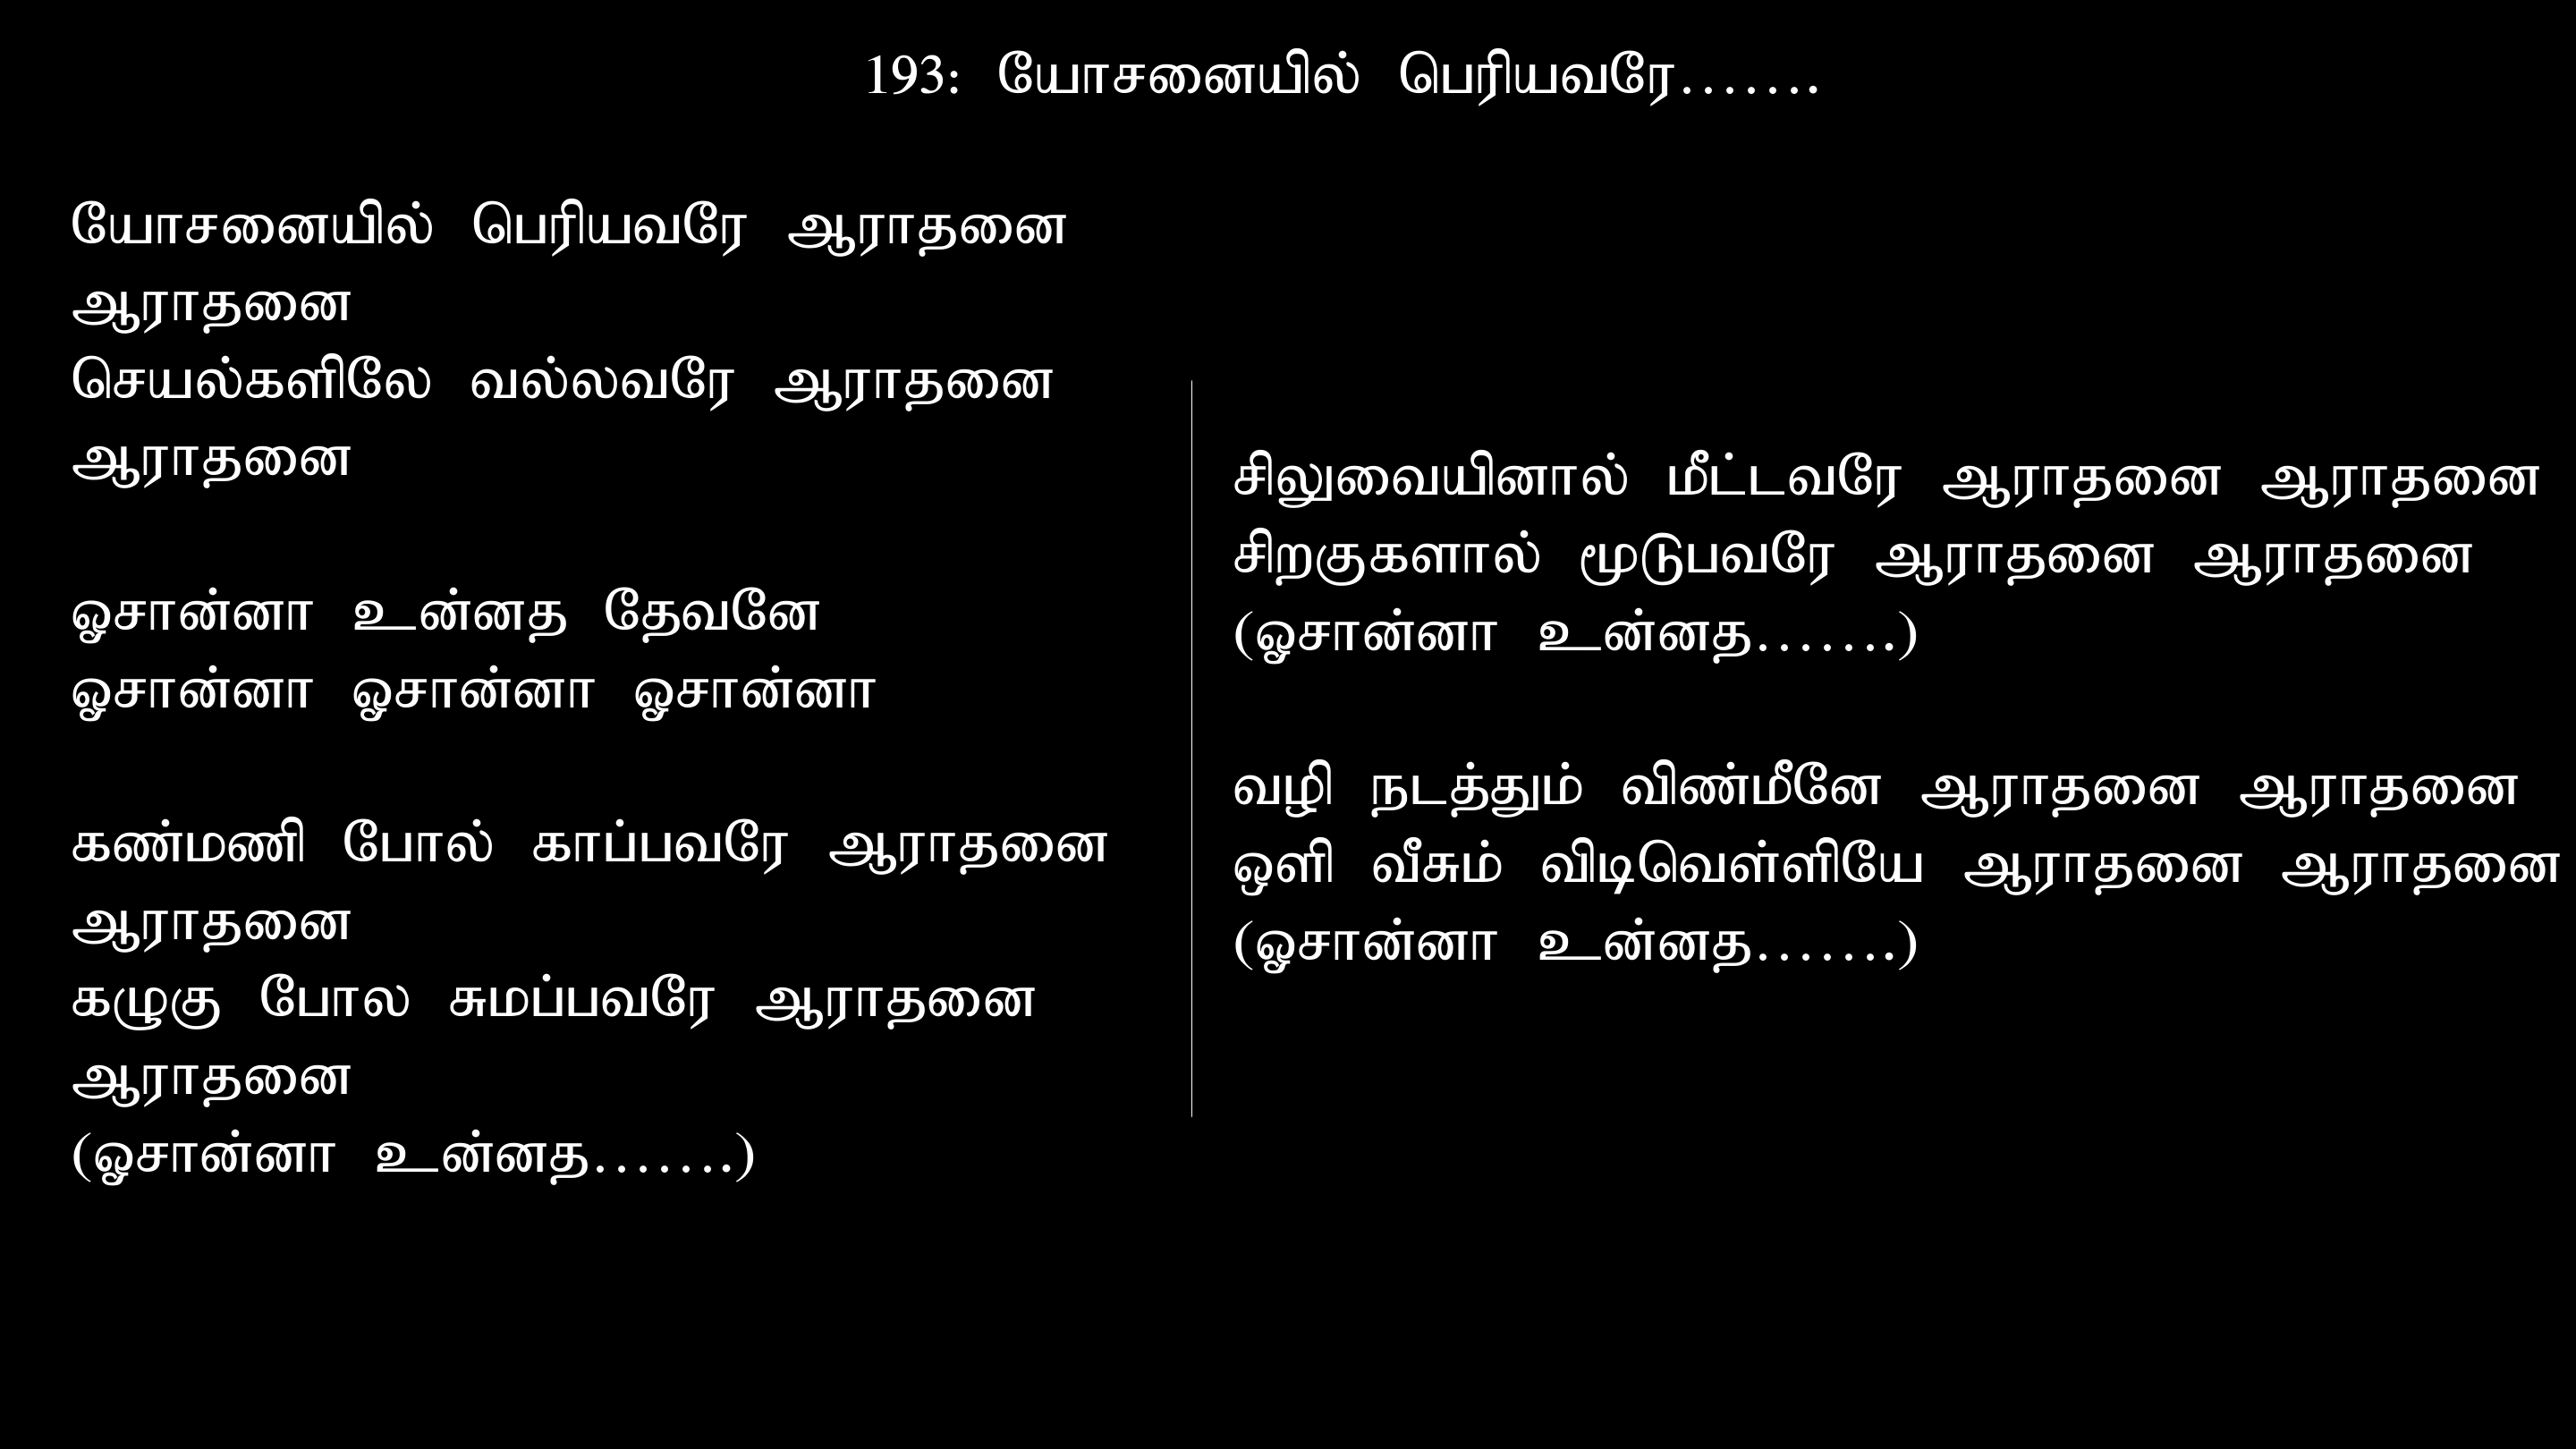 193: யோசனையில் பெரியவரே.......
யோசனையில் பெரியவரே ஆராதனை
ஆராதனை
செயல்களிலே வல்லவரே ஆராதனை
ஆராதனை
ஓசான்னா உன்னத தேவனே
ஓசான்னா ஓசான்னா ஓசான்னா
கண்மணி போல் காப்பவரே ஆராதனை
ஆராதனை
கழுகு போல சுமப்பவரே ஆராதனை
ஆராதனை
(ஓசான்னா உன்னத.......)
சிலுவையினால் மீட்டவரே ஆராதனை ஆராதனை
சிறகுகளால் மூடுபவரே ஆராதனை ஆராதனை
(ஓசான்னா உன்னத.......)
வழி நடத்தும் விண்மீனே ஆராதனை ஆராதனை
ஒளி வீசும் விடிவெள்ளியே ஆராதனை ஆராதனை
(ஓசான்னா உன்னத.......)